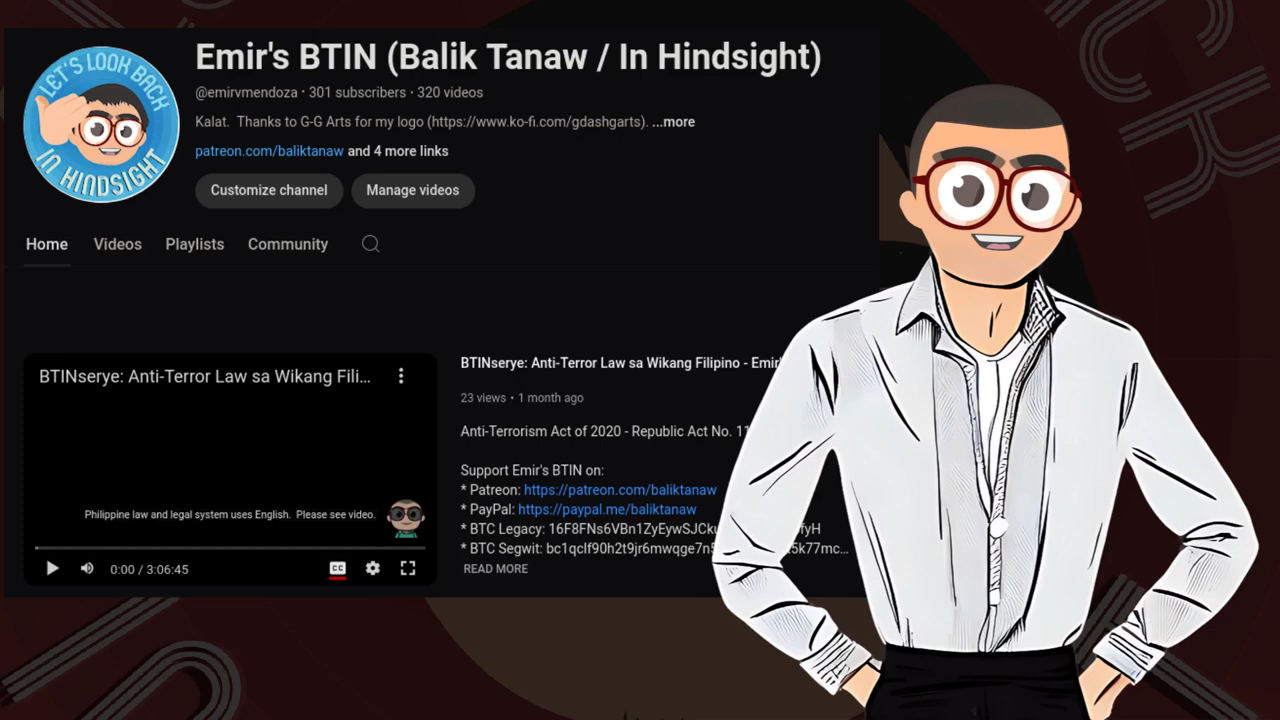 LET'S LOOK BACK
IN HINDSIGHT
Emir's BTIN (Balik Tanaw / In Hindsight)
@emirvmendoza • 301 subscribers • 320 videos
Kalat. Thanks to G-G Arts for my logo (https://www.ko-fi.com/gdashgarts). ...more
patreon.com/baliktanaw and 4 more links
Customize channel
Manage videos
Home
Videos
Playlists
Community
BTINserye: Anti-Terror Law sa Wikang Fili...
Philippine law and legal system uses English. Please see video.
0:00 / 3:06:45
CC
BTINserye: Anti-Terror Law sa Wikang Filipino - Emir'
23 views • 1 month ago
Anti-Terrorism Act of 2020 - Republic Act No. 11
Support Emir's BTIN on:
* Patreon: https://patreon.com/baliktanaw
* PayPal: https://paypal.me/baliktanaw
* BTC Legacy:
* BTC Segwit:
READ MORE